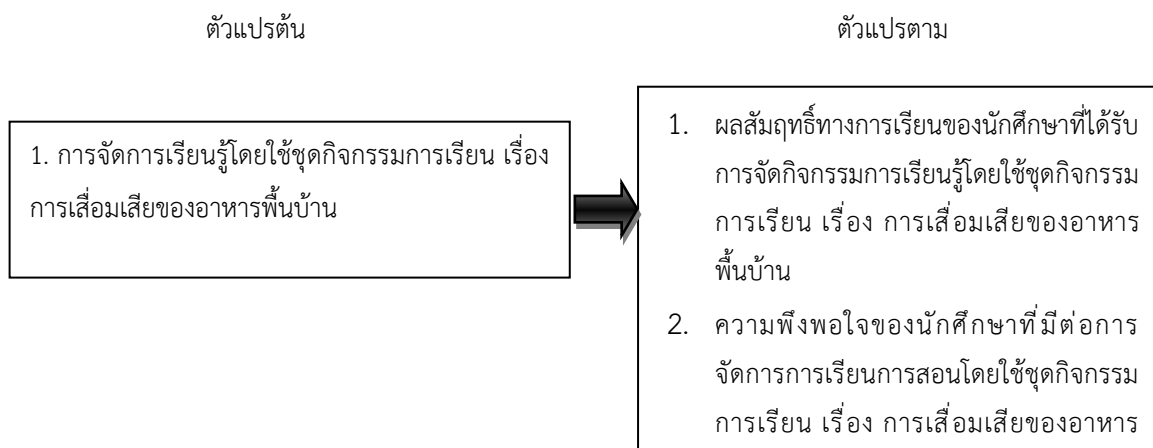 ตัวแปรต้น
ตัวแปรตาม
1. การจัดการเรียนรู้โดยใช้ชุดกิจกรรมการเรียน เรื่อง
การเสื่อมเสียของอาหารพื้นบ้าน
1. ผลสัมฤทธิ์ทางการเรียนของนักศึกษาที่ได้รับ
การจัดกิจกรรมการเรียนรู้โดยใช้ชุดกิจกรรม
การเรียน เรื่อง การเสื่อมเสียของอาหาร
พื้นบ้าน
2. ความพึงพอใจของนักศึกษาที่มีต่อการ
จัดการการเรียนการสอนโดยใช้ชุดกิจกรรม
การเรียน เรื่อง การเสื่อมเสียของอาหาร